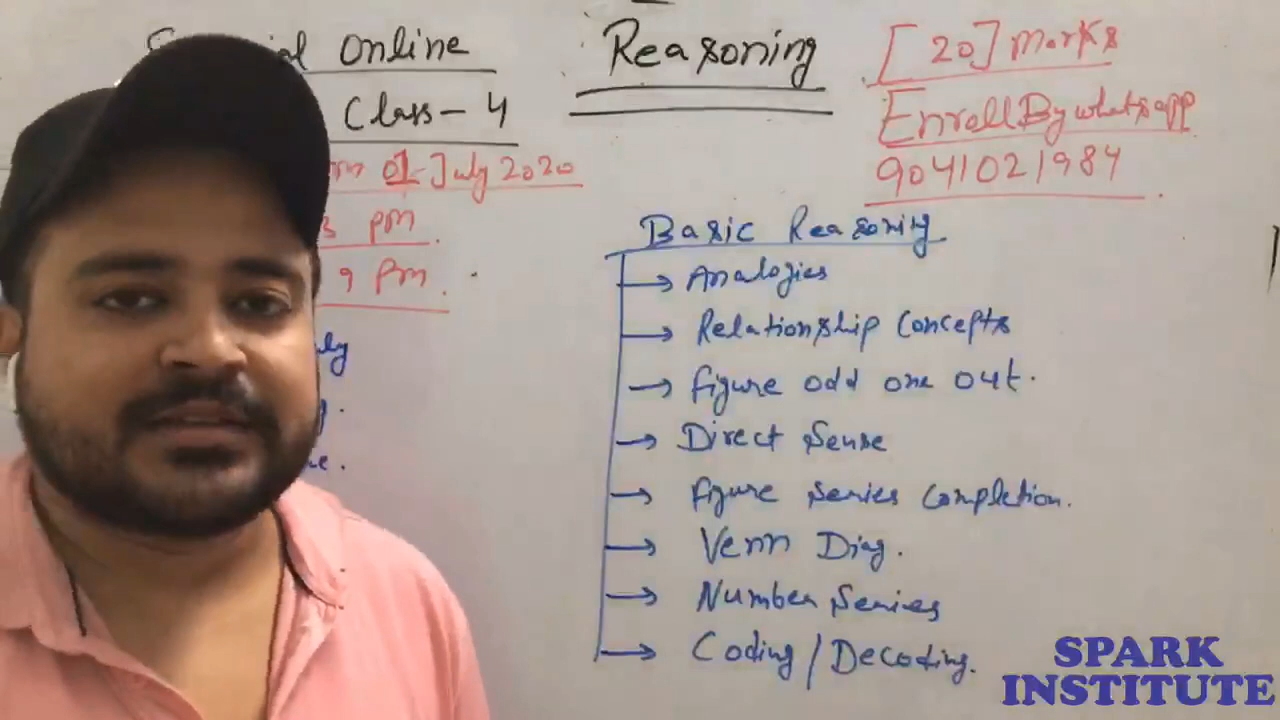 Online
Class-4
01 July 2020
pm
9 pm
Reasoning
[20] marks
Enroll By whatsapp
9041021984
Basic Reasoning
→ Analogies
→ Relationship Concepts
→ figure odd one out.
→ Direct Sense
→ figure series completion.
→ Venn Diag.
→ Number Series
→ Coding/Decoding.
SPARK
INSTITUTE